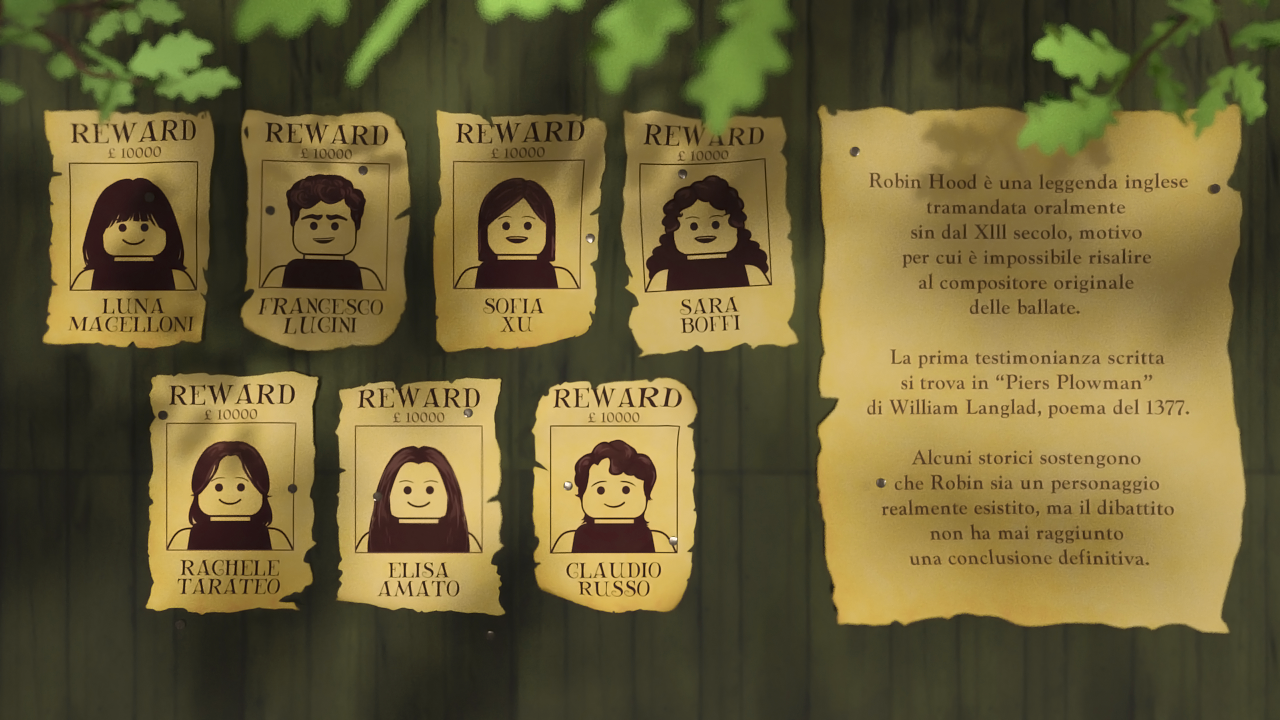 REWARD
£ 10000
LUNA
MAGELLONI
REWARD
£ 10000
FRANCESCO
LUCINI
REWARD
£ 10000
SOFIA
XU
REWARD
£ 10000
SARA
BOFFI
REWARD
£ 10000
RACHELE
TARATEO
REWARD
£ 10000
ELISA
AMATO
REWARD
£ 10000
CLAUDIO
RUSSO
Robin Hood è una leggenda inglese
tramandata oralmente
sin dal XIII secolo, motivo
per cui è impossibile risalire
al compositore originale
delle ballate.
La prima testimonianza scritta
si trova in “Piers Plowman”
di William Langlad, poema del 1377.
Alcuni storici sostengono
che Robin sia un personaggio
realmente esistito, ma il dibattito
non ha mai raggiunto
una conclusione definitiva.